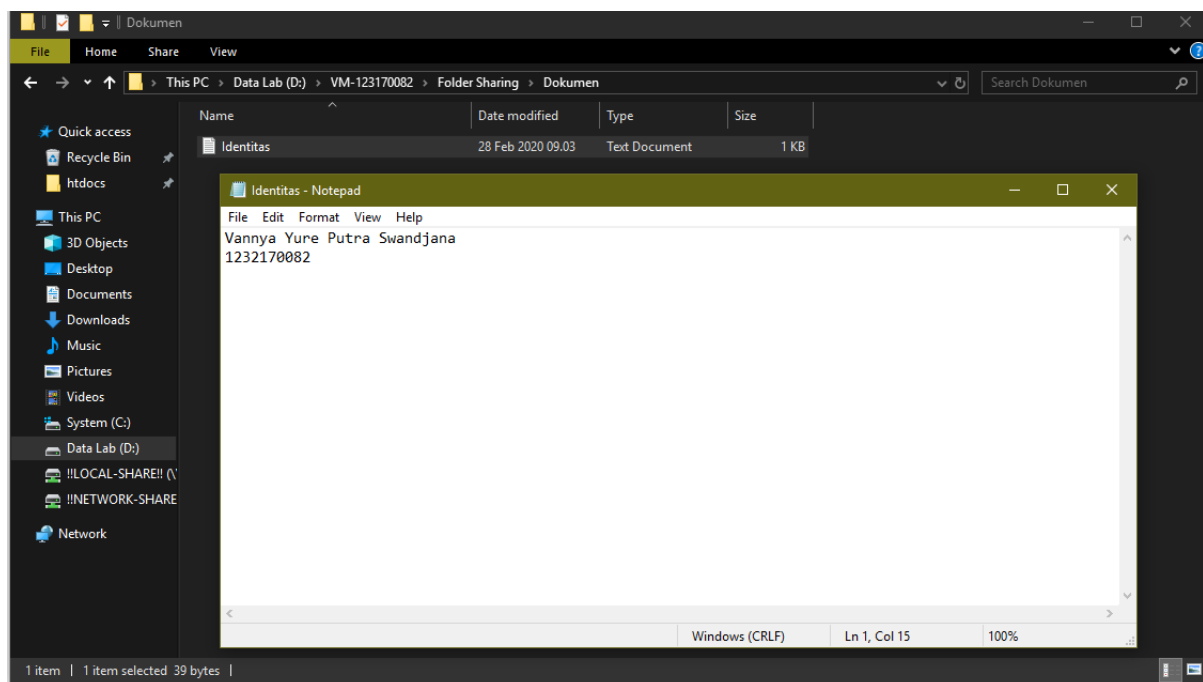 Dokumen
File Home Share View
This PC > Data Lab (D:) > VM-123170082 > Folder Sharing > Dokumen
Search Dokumen
Name Date modified Type Size
Identitas 28 Feb 2020 09.03 Text Document 1 KB
Quick access
Recycle Bin
htdocs
This PC
3D Objects
Desktop
Documents
Downloads
Music
Pictures
Videos
System (C:)
Data Lab (D:)
!!LOCAL-SHARE!! (\
!!NETWORK-SHARE
Network
Identitas - Notepad
File Edit Format View Help
Vannya Yure Putra Swandjana
1232170082
Windows (CRLF) Ln 1, Col 15 100%
1 item 1 item selected 39 bytes